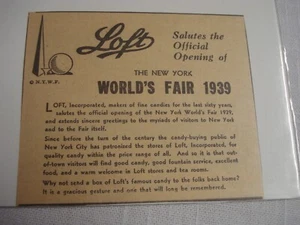 Loft
Salutes the
Official
Opening of
© N.Y.W.F.
THE NEW YORK
WORLD'S FAIR 1939
LOFT, Incorporated, makers of fine candies for the last sixty years,
salutes the official opening of the New York World's Fair 1939,
and extends sincere greetings to the myriads of visitors to New York
and to the Fair itself.
Since before the turn of the century the candy-buying public of
New York City has patronized the stores of Loft, Incorporated, for
quality candy within the price range of all. And so it is that out-
of-town visitors will find good candy, good fountain service, excellent
food, and a warm welcome in Loft stores and tea rooms.
Why not send a box of Loft's famous candy to the folks back home?
It is a gracious gesture and one that will long be remembered.